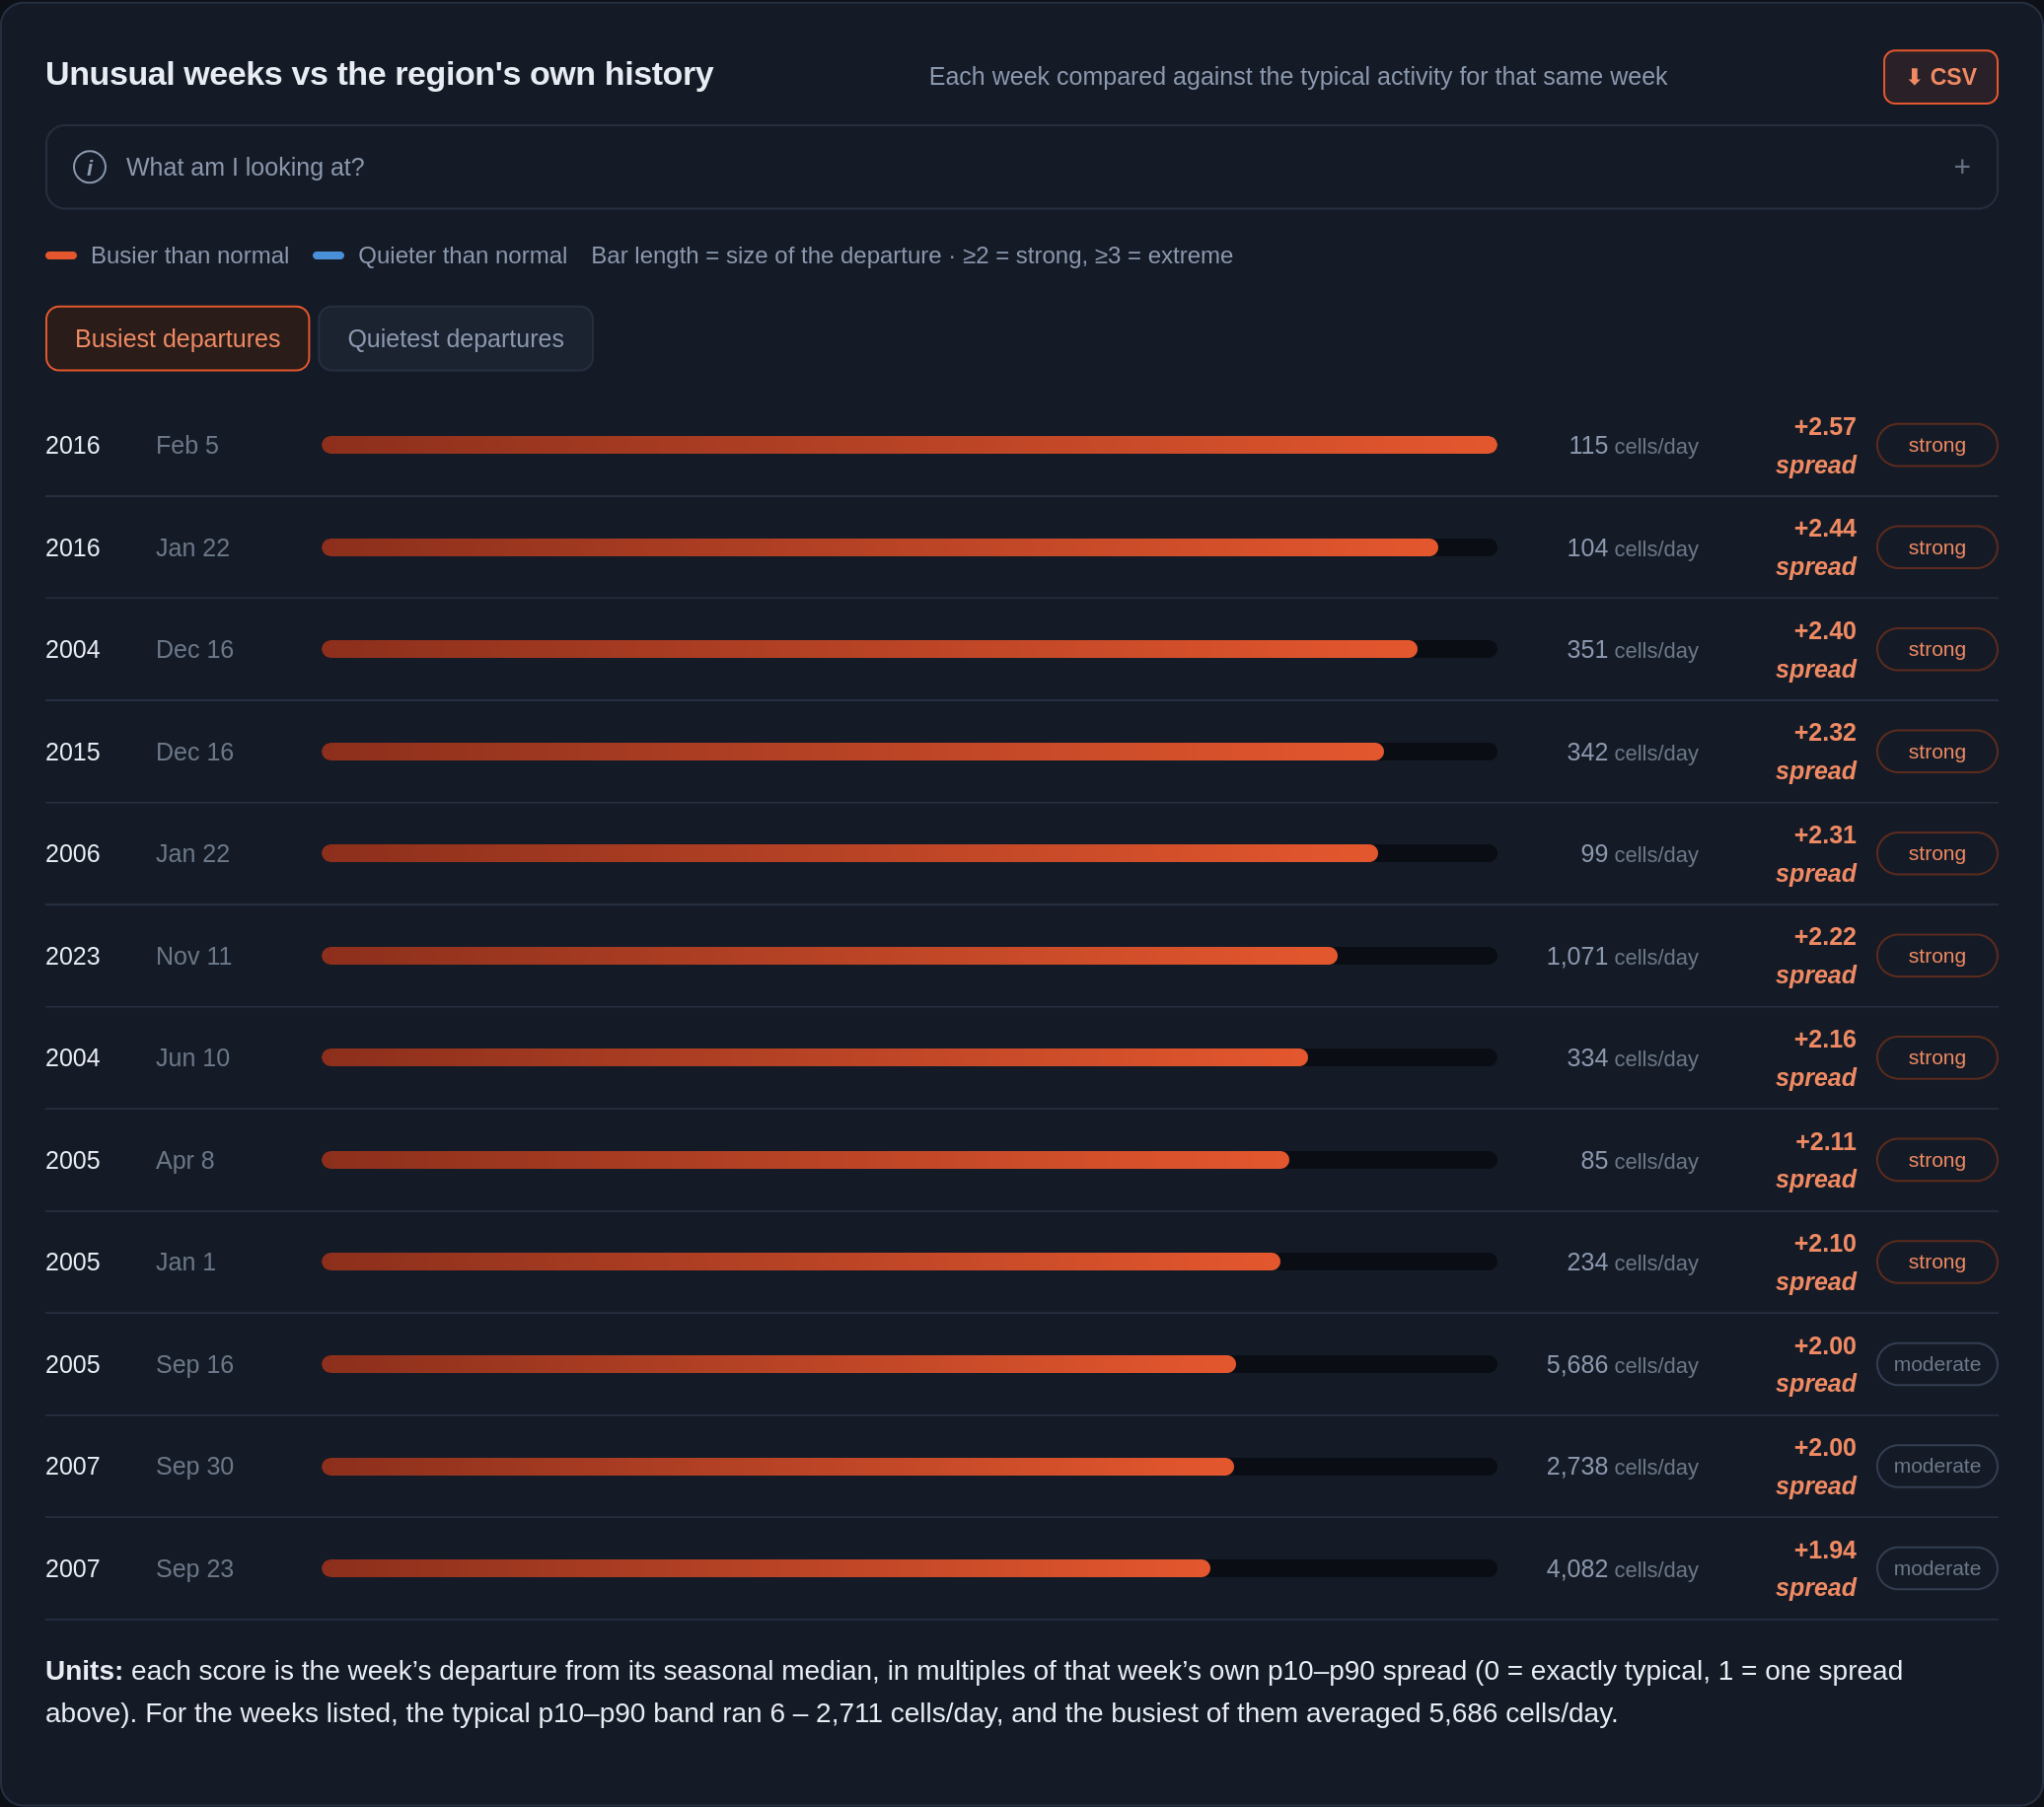 Unusual weeks vs the region's own history
Each week compared against the typical activity for that same week
⬇ CSV
i What am I looking at? +
Busier than normal Quieter than normal Bar length = size of the departure · ≥2 = strong, ≥3 = extreme
Busiest departures Quietest departures
2016 Feb 5 115 cells/day +2.57 spread strong
2016 Jan 22 104 cells/day +2.44 spread strong
2004 Dec 16 351 cells/day +2.40 spread strong
2015 Dec 16 342 cells/day +2.32 spread strong
2006 Jan 22 99 cells/day +2.31 spread strong
2023 Nov 11 1,071 cells/day +2.22 spread strong
2004 Jun 10 334 cells/day +2.16 spread strong
2005 Apr 8 85 cells/day +2.11 spread strong
2005 Jan 1 234 cells/day +2.10 spread strong
2005 Sep 16 5,686 cells/day +2.00 spread moderate
2007 Sep 30 2,738 cells/day +2.00 spread moderate
2007 Sep 23 4,082 cells/day +1.94 spread moderate
Units: each score is the week’s departure from its seasonal median, in multiples of that week’s own p10–p90 spread (0 = exactly typical, 1 = one spread
above). For the weeks listed, the typical p10–p90 band ran 6 – 2,711 cells/day, and the busiest of them averaged 5,686 cells/day.